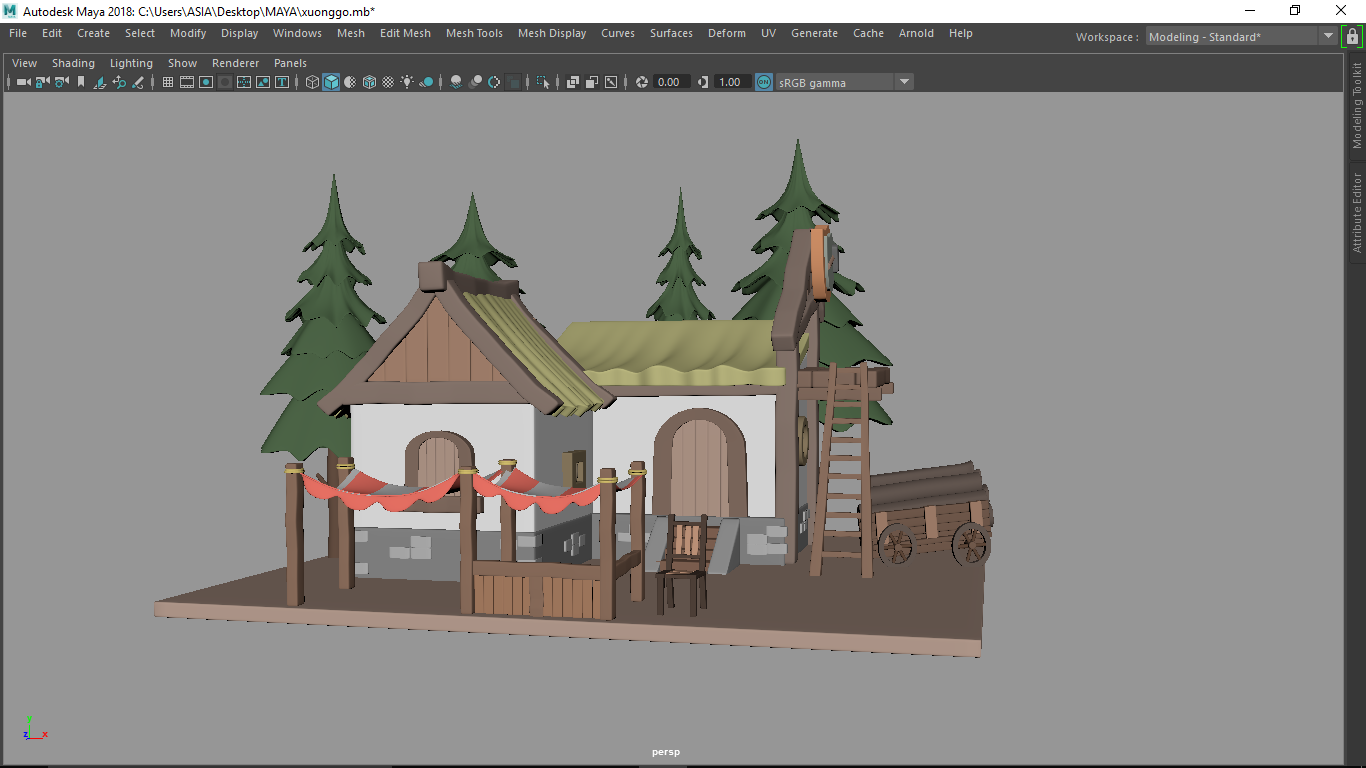 Autodesk Maya 2018: C:\Users\ASIA\Desktop\MAYA\xuonggo.mb*
File Edit Create Select Modify Display Windows Mesh Edit Mesh Mesh Tools Mesh Display Curves Surfaces Deform UV Generate Cache Arnold Help Workspace : Modeling - Standard*
View Shading Lighting Show Renderer Panels
0.00 1.00 ON sRGB gamma
Modeling Toolkit
Attribute Editor
y
z x
persp